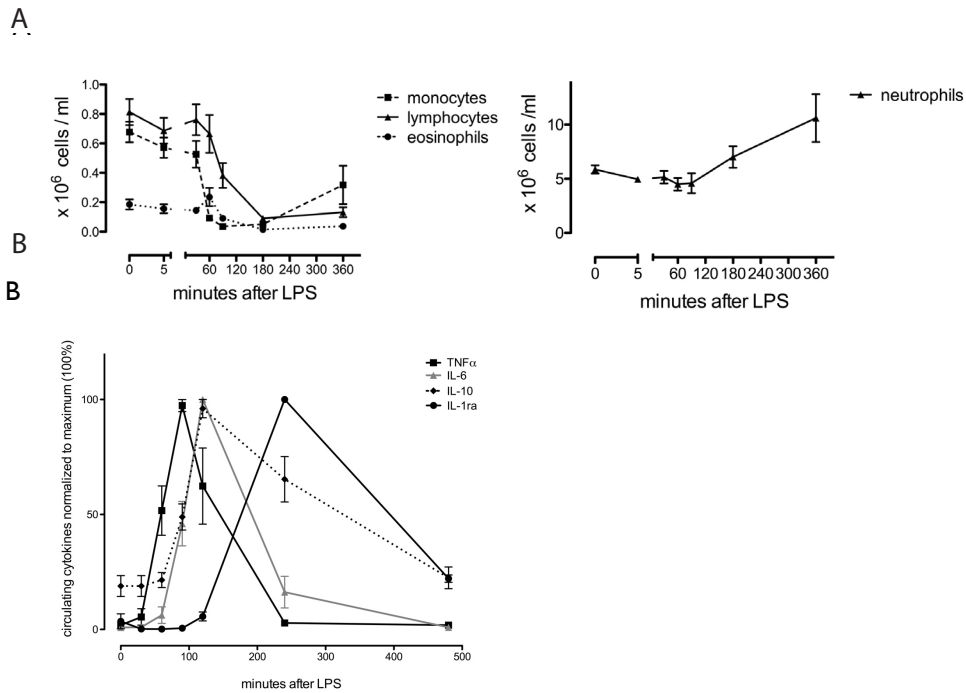 A
1.0
0.8
0.6
0.4
0.2
0.0
x 10⁶ cells /ml
0 5 60 120 180 240 300 360
minutes after LPS
monocytes
lymphocytes
eosinophils
10
5
0
x 10⁶ cells /ml
0 5 60 120 180 240 300 360
minutes after LPS
neutrophils
B
B
circulating cytokines normalized to maximum (100%)
100
50
0
0 100 200 300 400 500
minutes after LPS
TNFα
IL-6
IL-10
IL-1ra